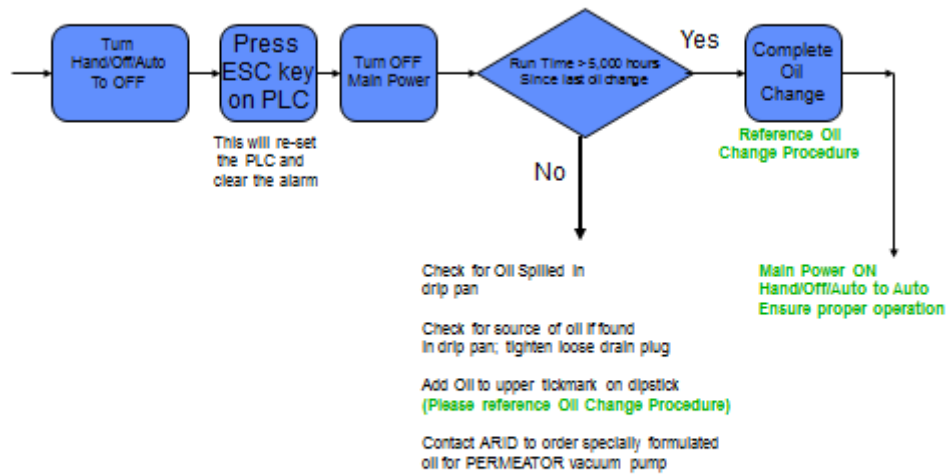 Turn
Hand/Off/Auto
To OFF
Press
ESC key
on PLC
This will re-set
the PLC and
clear the alarm
Turn OFF
Main Power
Run Time > 5,000 hours
Since last oil change
Yes
No
Complete
Oil
Change
Reference Oil
Change Procedure
Main Power ON
Hand/Off/Auto to Auto
Ensure proper operation
Check for Oil Spilled in
drip pan
Check for source of oil if found
in drip pan; tighten loose drain plug
Add Oil to upper tickmark on dipstick
(Please reference Oil Change Procedure)
Contact ARID to order specially formulated
oil for PERMEATOR vacuum pump